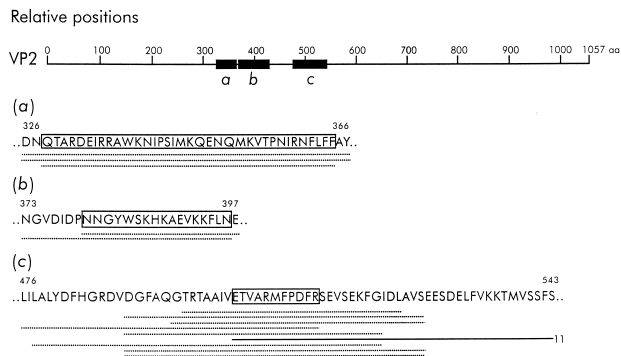 Relative positions
VP2 0 100 200 300 400 500 600 700 800 900 1000 1057 aa
a b c
(a)
326 366
..DNQTARDEIRRAWKNIPSIMKQENQMKVTPNIRNFLFFAY..
(b)
373 397
..NGVDIDPNNGYWSKHKAEVKKFLNE..
(c)
476 543
..LILALYDFHGRDVDGFAQGTRTAAIVETVARMFPDFRSEVSEKFGIDLAVSEESDELFVKKTMVSSFS..
11